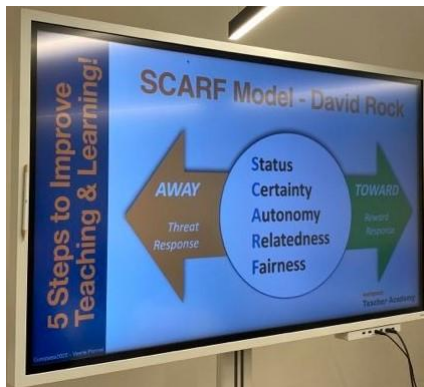 5 Steps to Improve
Teaching & Learning!
SCARF Model - David Rock
AWAY
Threat
Response
Status
Certainty
Autonomy
Relatedness
Fairness
TOWARD
Reward
Response
Teacher Academy